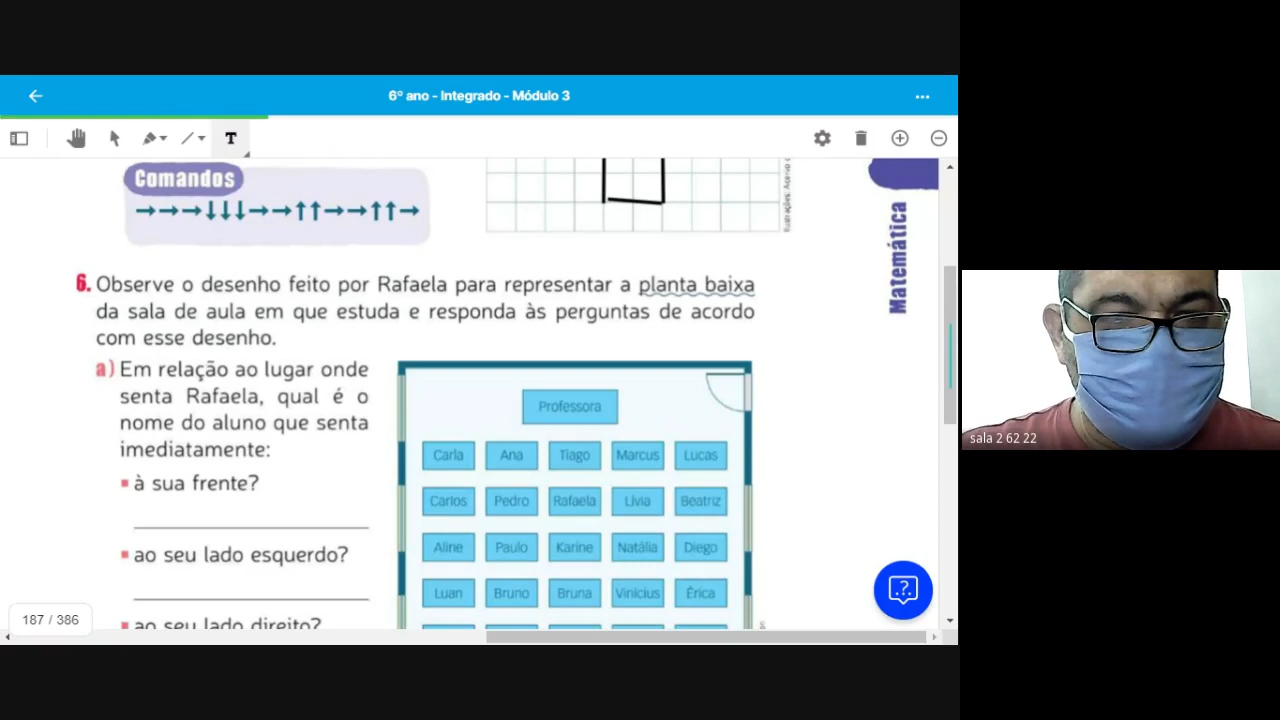 6º ano - Integrado - Módulo 3
T
Comandos
→→→↓↓↓→→↑↑→→↑↑→
Ilustrações: Acervo
Matemática
6. Observe o desenho feito por Rafaela para representar a planta baixa
da sala de aula em que estuda e responda às perguntas de acordo
com esse desenho.
a) Em relação ao lugar onde
senta Rafaela, qual é o
nome do aluno que senta
imediatamente:
à sua frente?
ao seu lado esquerdo?
ao seu lado direito?
Professora
Carla Ana Tiago Marcus Lucas
Carlos Pedro Rafaela Lívia Beatriz
Aline Paulo Karine Natália Diego
Luan Bruno Bruna Vinícius Érica
187 / 386
sala 2 62 22